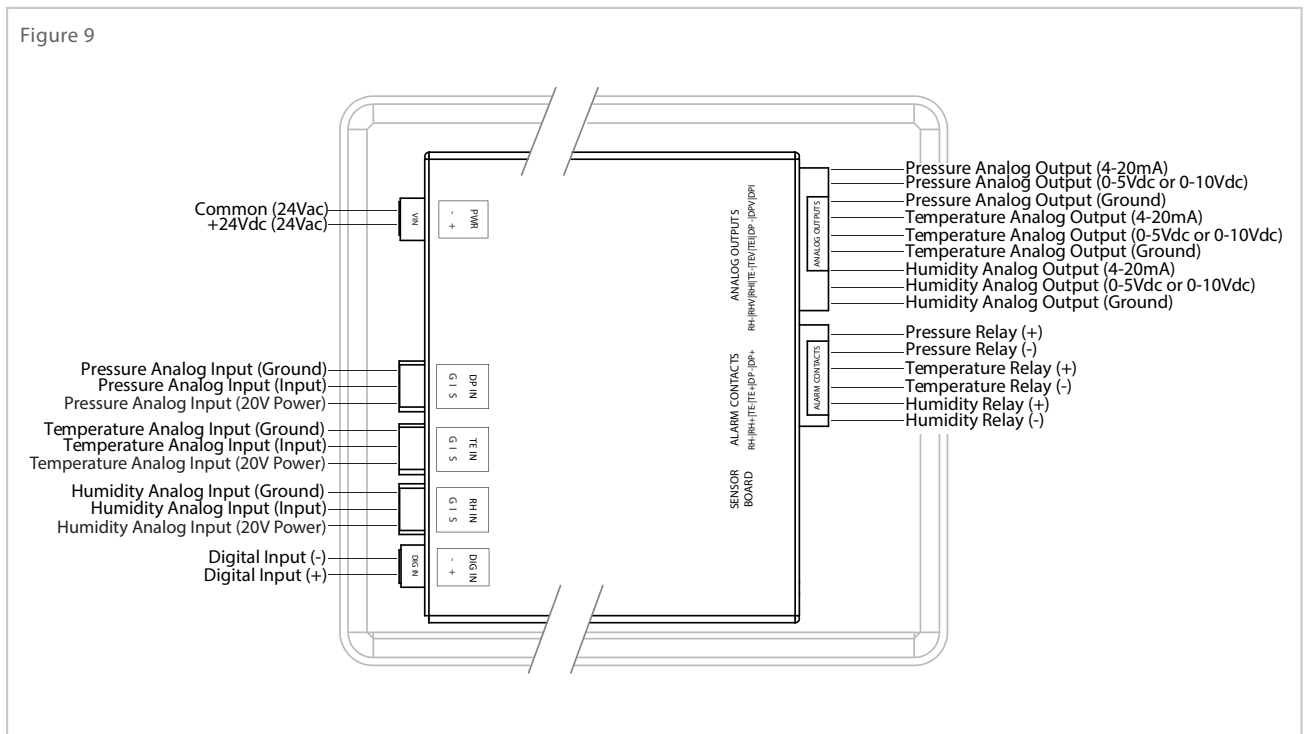 Figure 9
Common (24Vac)
+24Vdc (24Vac)
Pressure Analog Input (Ground)
Pressure Analog Input (Input)
Pressure Analog Input (20V Power)
Temperature Analog Input (Ground)
Temperature Analog Input (Input)
Temperature Analog Input (20V Power)
Humidity Analog Input (Ground)
Humidity Analog Input (Input)
Humidity Analog Input (20V Power)
Digital Input (-)
Digital Input (+)
VIN
PWR
- +
DP IN
G I S
TE IN
G I S
RH IN
G I S
DIG IN
DIG IN
- +
ANALOG OUTPUTS
RH-|RHV|RHI|TE-|TEV|TEI|DP-|DPV|DPI
ALARM CONTACTS
RH-|RH+|TE-|TE+|DP-|DP+
SENSOR
BOARD
ANALOG OUTPUTS
ALARM CONTACTS
Pressure Analog Output (4-20mA)
Pressure Analog Output (0-5Vdc or 0-10Vdc)
Pressure Analog Output (Ground)
Temperature Analog Output (4-20mA)
Temperature Analog Output (0-5Vdc or 0-10Vdc)
Temperature Analog Output (Ground)
Humidity Analog Output (4-20mA)
Humidity Analog Output (0-5Vdc or 0-10Vdc)
Humidity Analog Output (Ground)
Pressure Relay (+)
Pressure Relay (-)
Temperature Relay (+)
Temperature Relay (-)
Humidity Relay (+)
Humidity Relay (-)